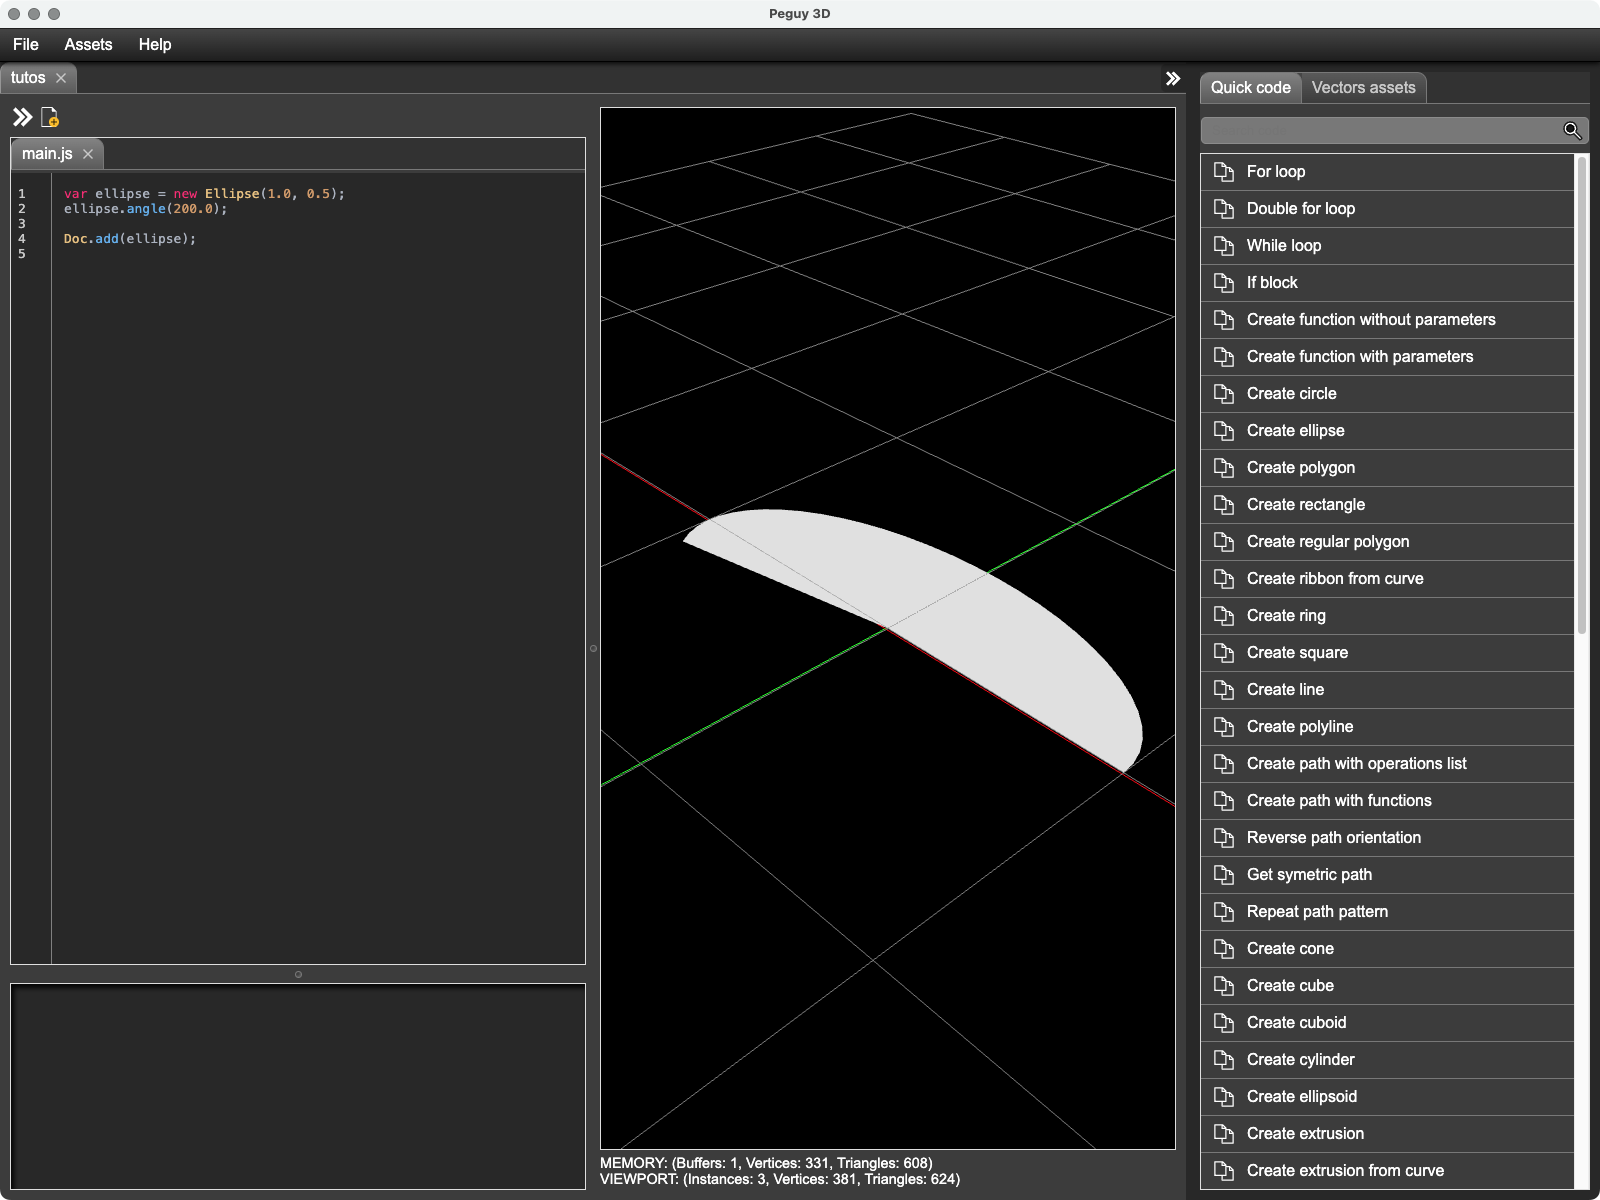 Peguy 3D
File Assets Help
tutos
main.js
1 var ellipse = new Ellipse(1.0, 0.5);
2 ellipse.angle(200.0);
3
4 Doc.add(ellipse);
5
MEMORY: (Buffers: 1, Vertices: 331, Triangles: 608)
VIEWPORT: (Instances: 3, Vertices: 381, Triangles: 624)
Quick code Vectors assets
For loop
Double for loop
While loop
If block
Create function without parameters
Create function with parameters
Create circle
Create ellipse
Create polygon
Create rectangle
Create regular polygon
Create ribbon from curve
Create ring
Create square
Create line
Create polyline
Create path with operations list
Create path with functions
Reverse path orientation
Get symetric path
Repeat path pattern
Create cone
Create cube
Create cuboid
Create cylinder
Create ellipsoid
Create extrusion
Create extrusion from curve